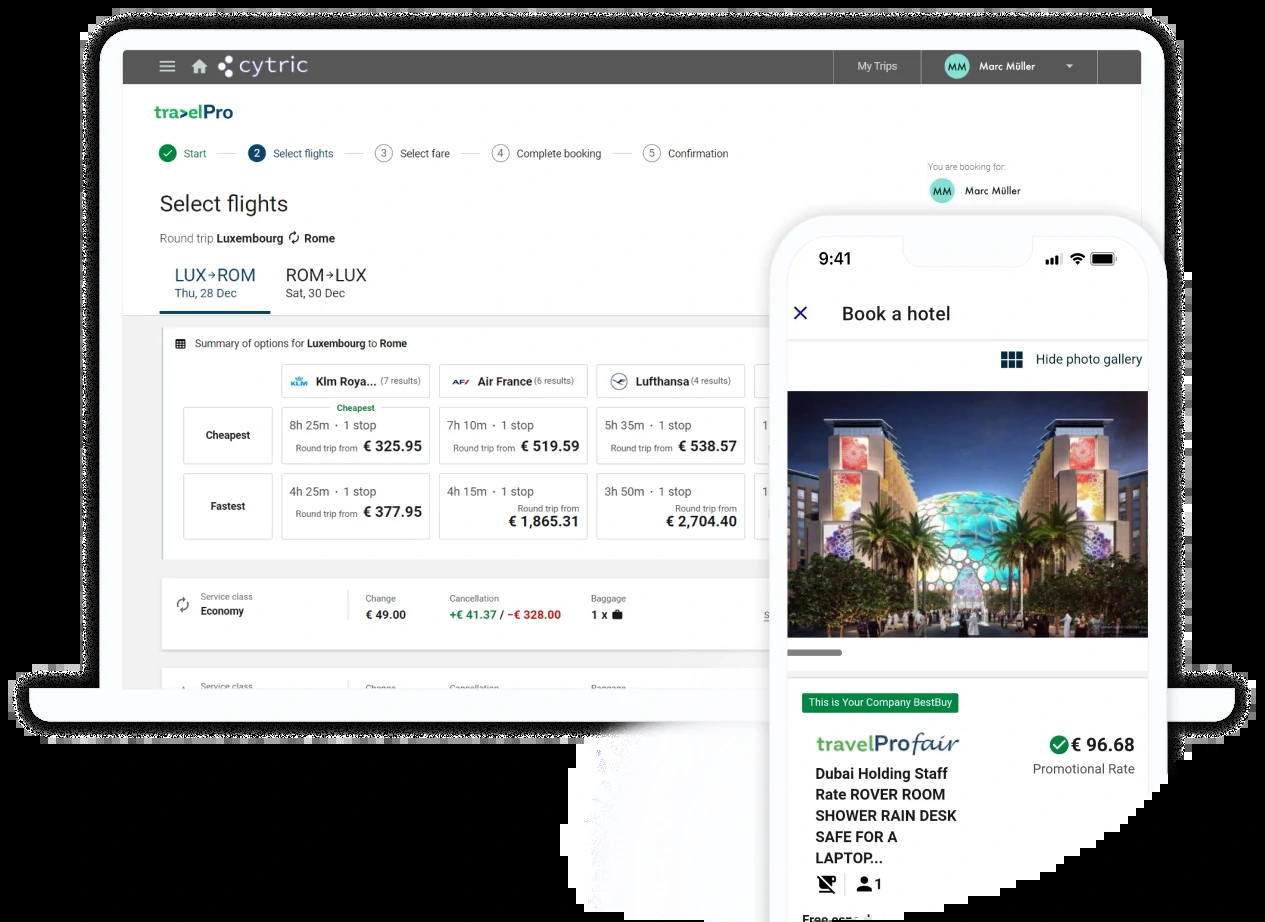 cytric
My Trips
MM Marc Müller
travelPro
Start
2 Select flights
3 Select fare
4 Complete booking
5 Confirmation
You are booking for:
MM Marc Müller
Select flights
Round trip Luxembourg Rome
LUX→ROM
Thu, 28 Dec
ROM→LUX
Sat, 30 Dec
Summary of options for Luxembourg to Rome
KLM Klm Roya... (7 results)
AF Air France (6 results)
Lufthansa (4 results)
Cheapest
Cheapest
8h 25m · 1 stop
Round trip from € 325.95
7h 10m · 1 stop
Round trip from € 519.59
5h 35m · 1 stop
Round trip from € 538.57
1
Fastest
4h 25m · 1 stop
Round trip from € 377.95
4h 15m · 1 stop
Round trip from
€ 1,865.31
3h 50m · 1 stop
Round trip from
€ 2,704.40
1
Service class
Economy
Change
€ 49.00
Cancellation
+€ 41.37 / −€ 328.00
Baggage
1 x
Service class
Change
Cancellation
Baggage
9:41
Book a hotel
Hide photo gallery
This is Your Company BestBuy
travelProfair
€ 96.68
Promotional Rate
Dubai Holding Staff
Rate ROVER ROOM
SHOWER RAIN DESK
SAFE FOR A
LAPTOP...
1
Free